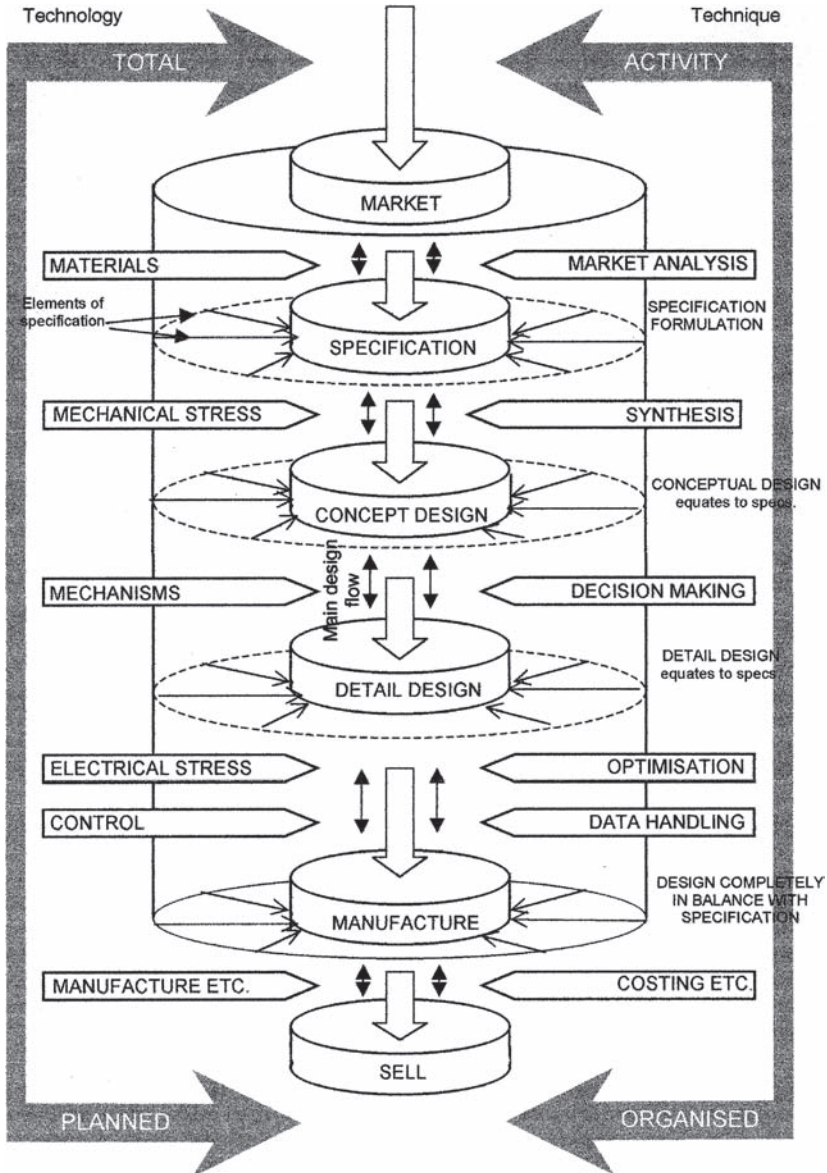 Technology
Technique
TOTAL
ACTIVITY
MARKET
MATERIALS
MARKET ANALYSIS
Elements of
specification
SPECIFICATION
FORMULATION
SPECIFICATION
MECHANICAL STRESS
SYNTHESIS
CONCEPTUAL DESIGN
equates to specs.
CONCEPT DESIGN
Main design
flow
MECHANISMS
DECISION MAKING
DETAIL DESIGN
equates to specs
DETAIL DESIGN
ELECTRICAL STRESS
OPTIMISATION
CONTROL
DATA HANDLING
DESIGN COMPLETELY
IN BALANCE WITH
SPECIFICATION
MANUFACTURE
MANUFACTURE ETC.
COSTING ETC.
SELL
PLANNED
ORGANISED